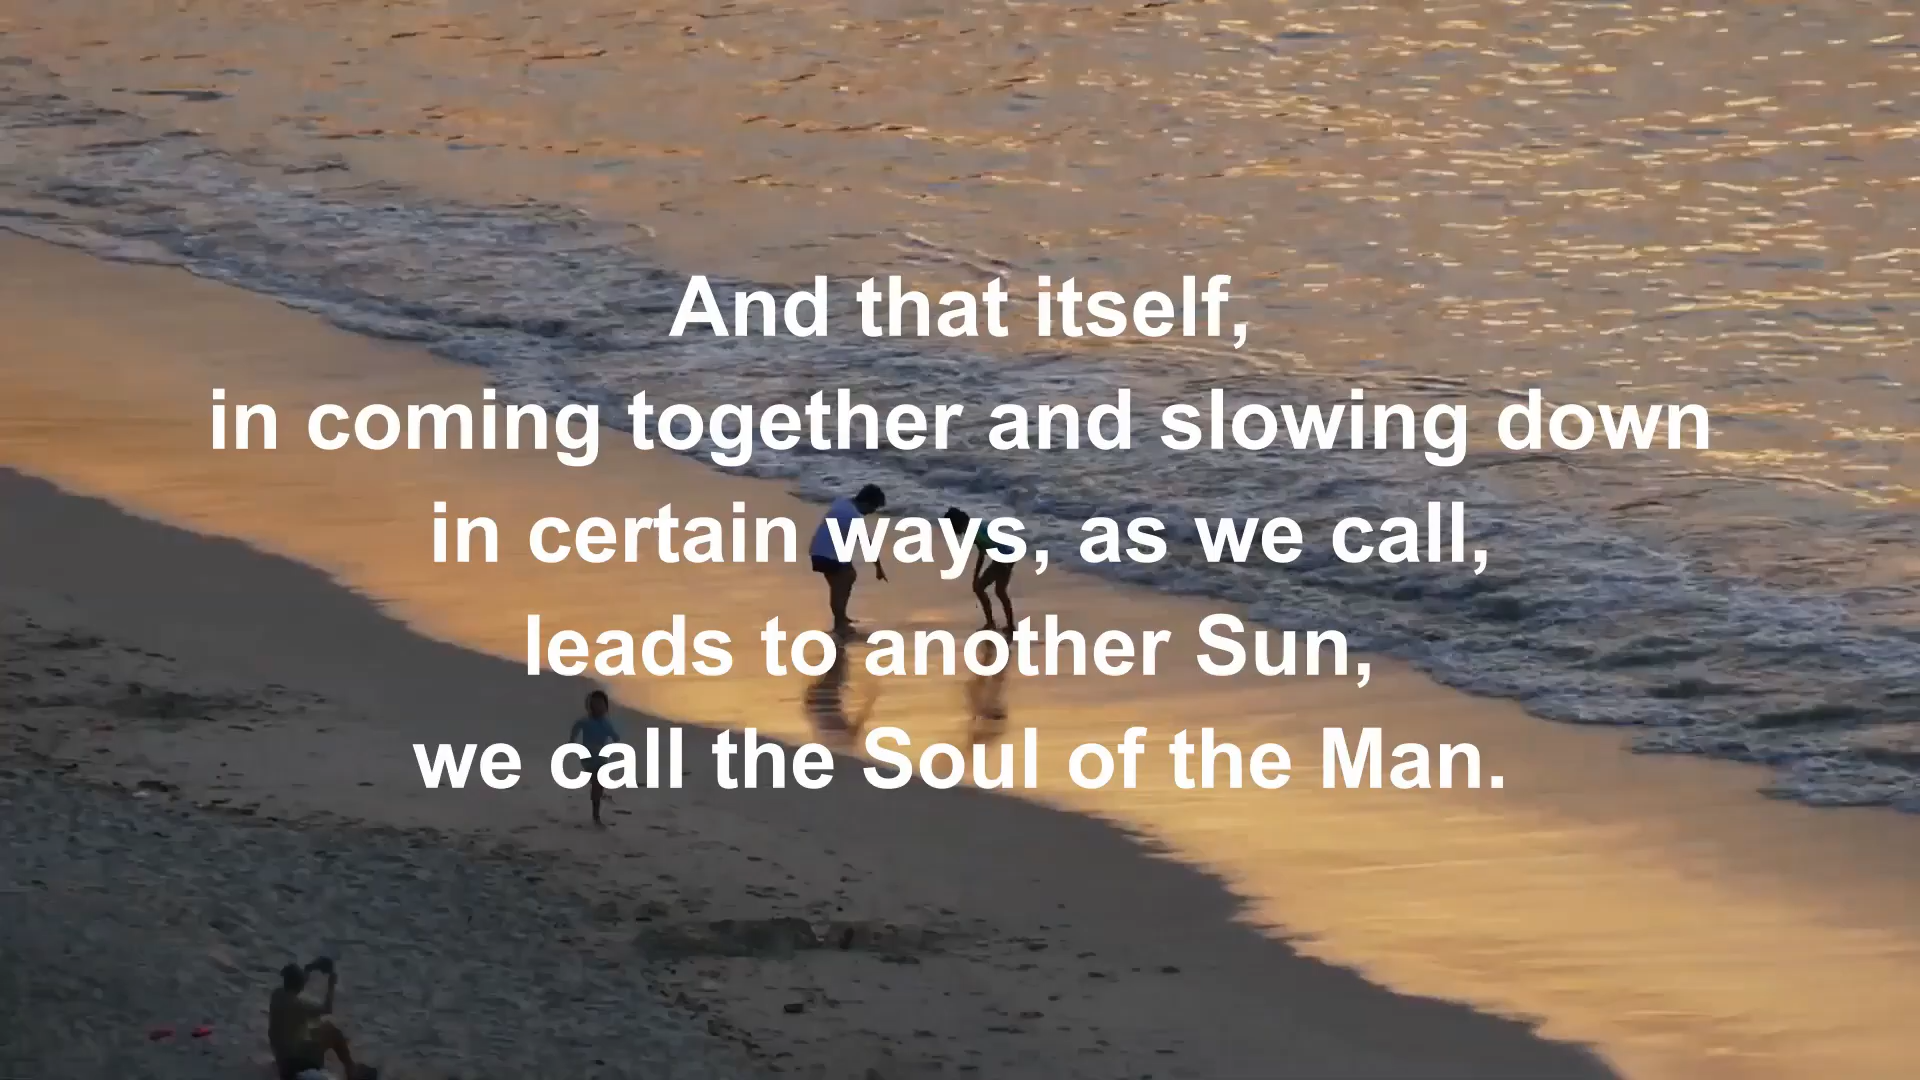 And that itself,
in coming together and slowing down
in certain ways, as we call,
leads to another Sun,
we call the Soul of the Man.